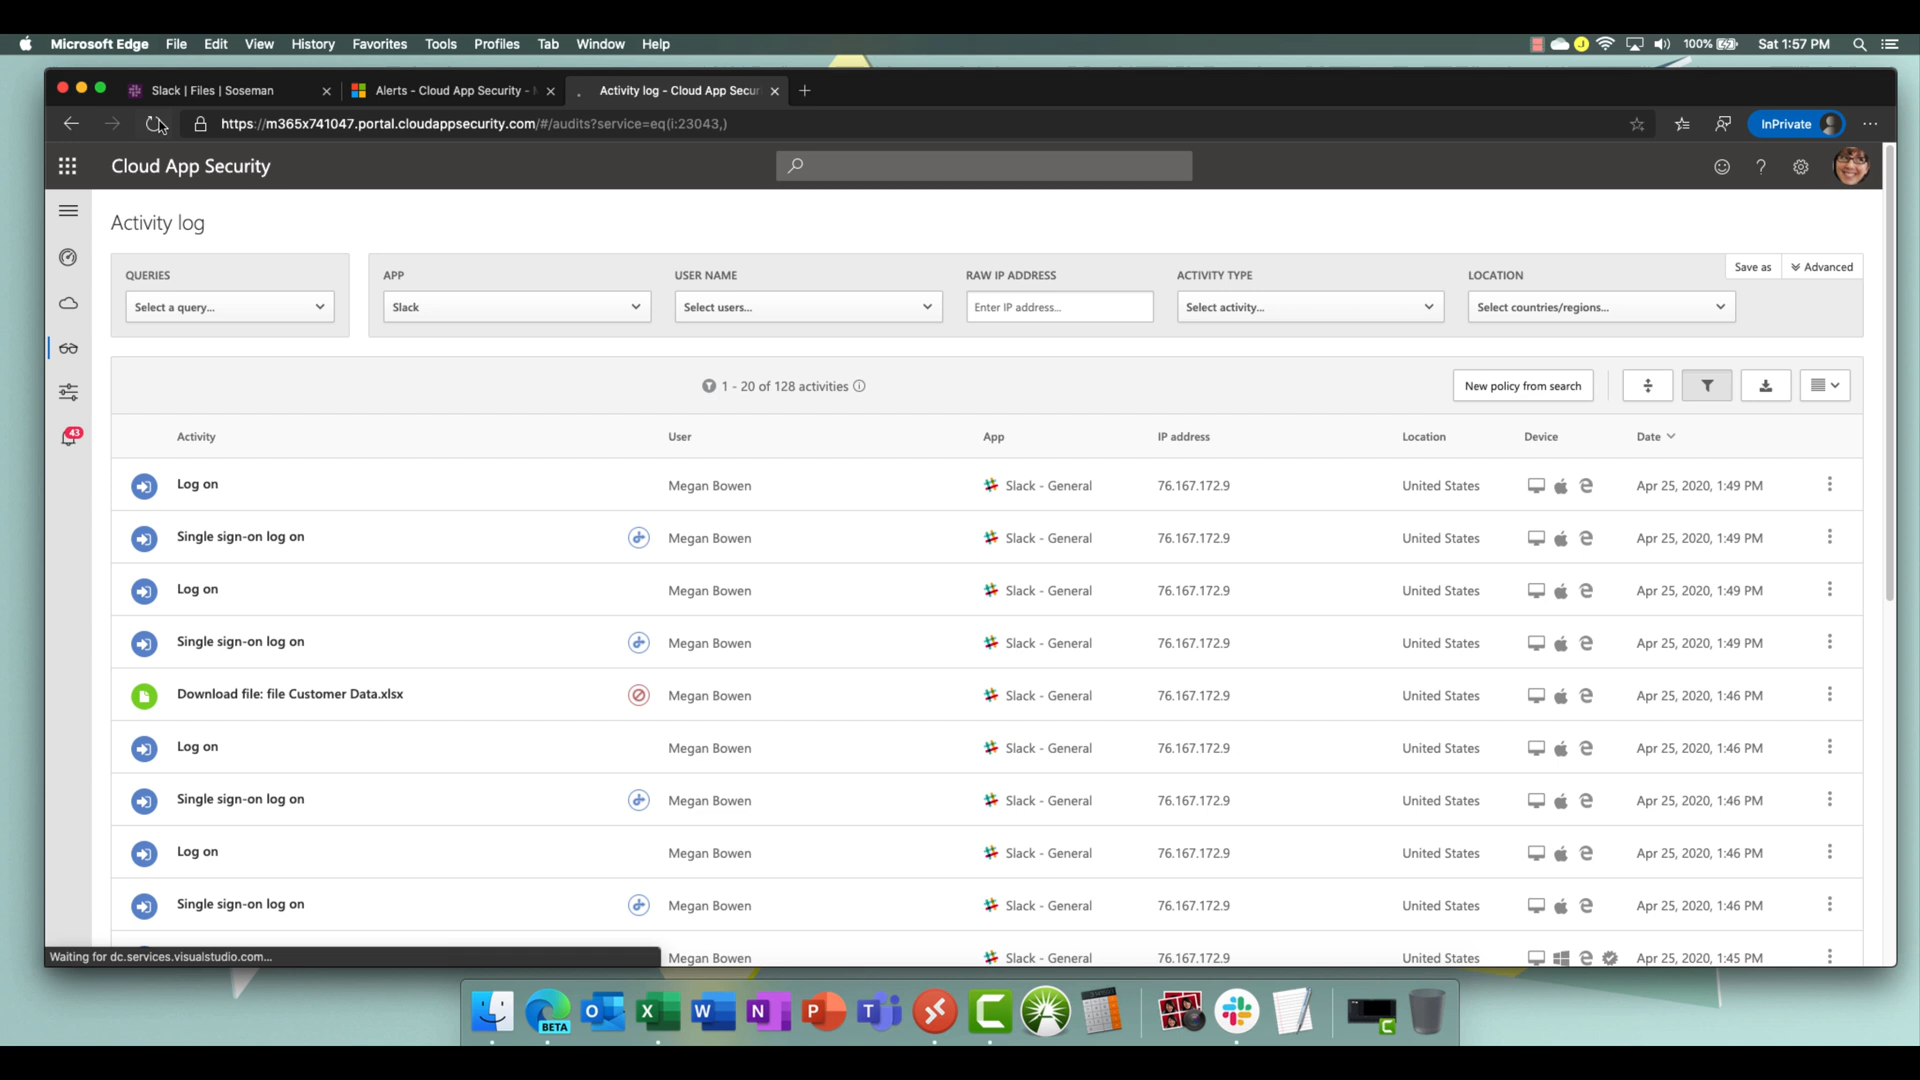 Microsoft Edge File Edit View History Favorites Tools Profiles Tab Window Help J 100% Sat 1:57 PM
Slack | Files | Soseman Alerts - Cloud App Security - Activity log - Cloud App Secur
https://m365x741047.portal.cloudappsecurity.com/#/audits?service=eq(i:23043,) InPrivate
Cloud App Security
Activity log
Save as Advanced
QUERIES APP USER NAME RAW IP ADDRESS ACTIVITY TYPE LOCATION
Select a query... Slack Select users... Enter IP address... Select activity... Select countries/regions...
1 - 20 of 128 activities New policy from search
43
Activity User App IP address Location Device Date
Log on Megan Bowen Slack - General 76.167.172.9 United States Apr 25, 2020, 1:49 PM
Single sign-on log on Megan Bowen Slack - General 76.167.172.9 United States Apr 25, 2020, 1:49 PM
Log on Megan Bowen Slack - General 76.167.172.9 United States Apr 25, 2020, 1:49 PM
Single sign-on log on Megan Bowen Slack - General 76.167.172.9 United States Apr 25, 2020, 1:49 PM
Download file: file Customer Data.xlsx Megan Bowen Slack - General 76.167.172.9 United States Apr 25, 2020, 1:46 PM
Log on Megan Bowen Slack - General 76.167.172.9 United States Apr 25, 2020, 1:46 PM
Single sign-on log on Megan Bowen Slack - General 76.167.172.9 United States Apr 25, 2020, 1:46 PM
Log on Megan Bowen Slack - General 76.167.172.9 United States Apr 25, 2020, 1:46 PM
Single sign-on log on Megan Bowen Slack - General 76.167.172.9 United States Apr 25, 2020, 1:46 PM
Waiting for dc.services.visualstudio.com... Megan Bowen Slack - General 76.167.172.9 United States Apr 25, 2020, 1:45 PM
BETA O X W N P T C C